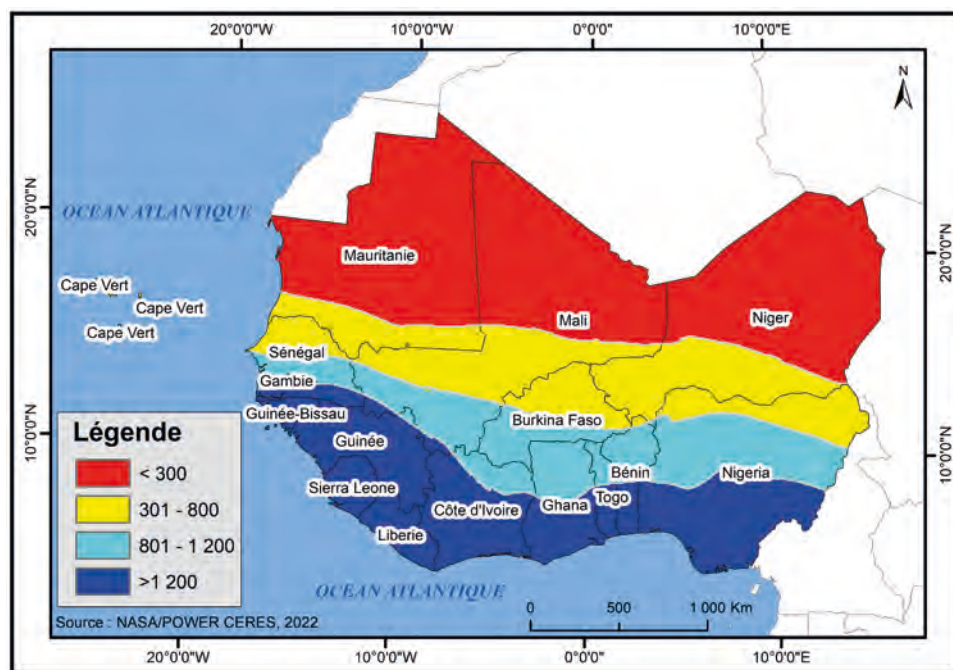 20°0'0"W
10°0'0"W
0°0'0"
10°0'0"E
N
20°0'0"N
OCEAN ATLANTIQUE
20°0'0"N
Mauritanie
Cape Vert
Cape Vert
Cape Vert
Mali
Niger
Sénégal
Gambie
Guinée-Bissau
Burkina Faso
10°0'0"N
Légende
Guinée
Bénin
Nigeria
10°0'0"N
< 300
Sierra Leone
Togo
301 - 800
Côte d'Ivoire
Ghana
801 - 1 200
Liberie
>1 200
OCEAN ATLANTIQUE
0 500 1 000 Km
Source : NASA/POWER CERES, 2022
20°0'0"W
10°0'0"W
0°0'0"
10°0'0"E